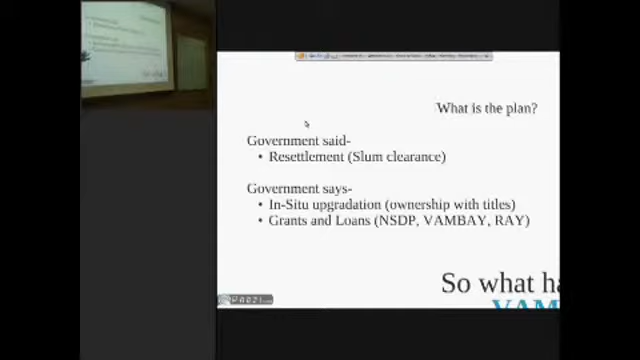 What is the plan?
Government said-
• Resettlement (Slum clearance)
Government says-
• In-Situ upgradation (ownership with titles)
• Grants and Loans (NSDP, VAMBAY, RAY)
So what ha
VAM